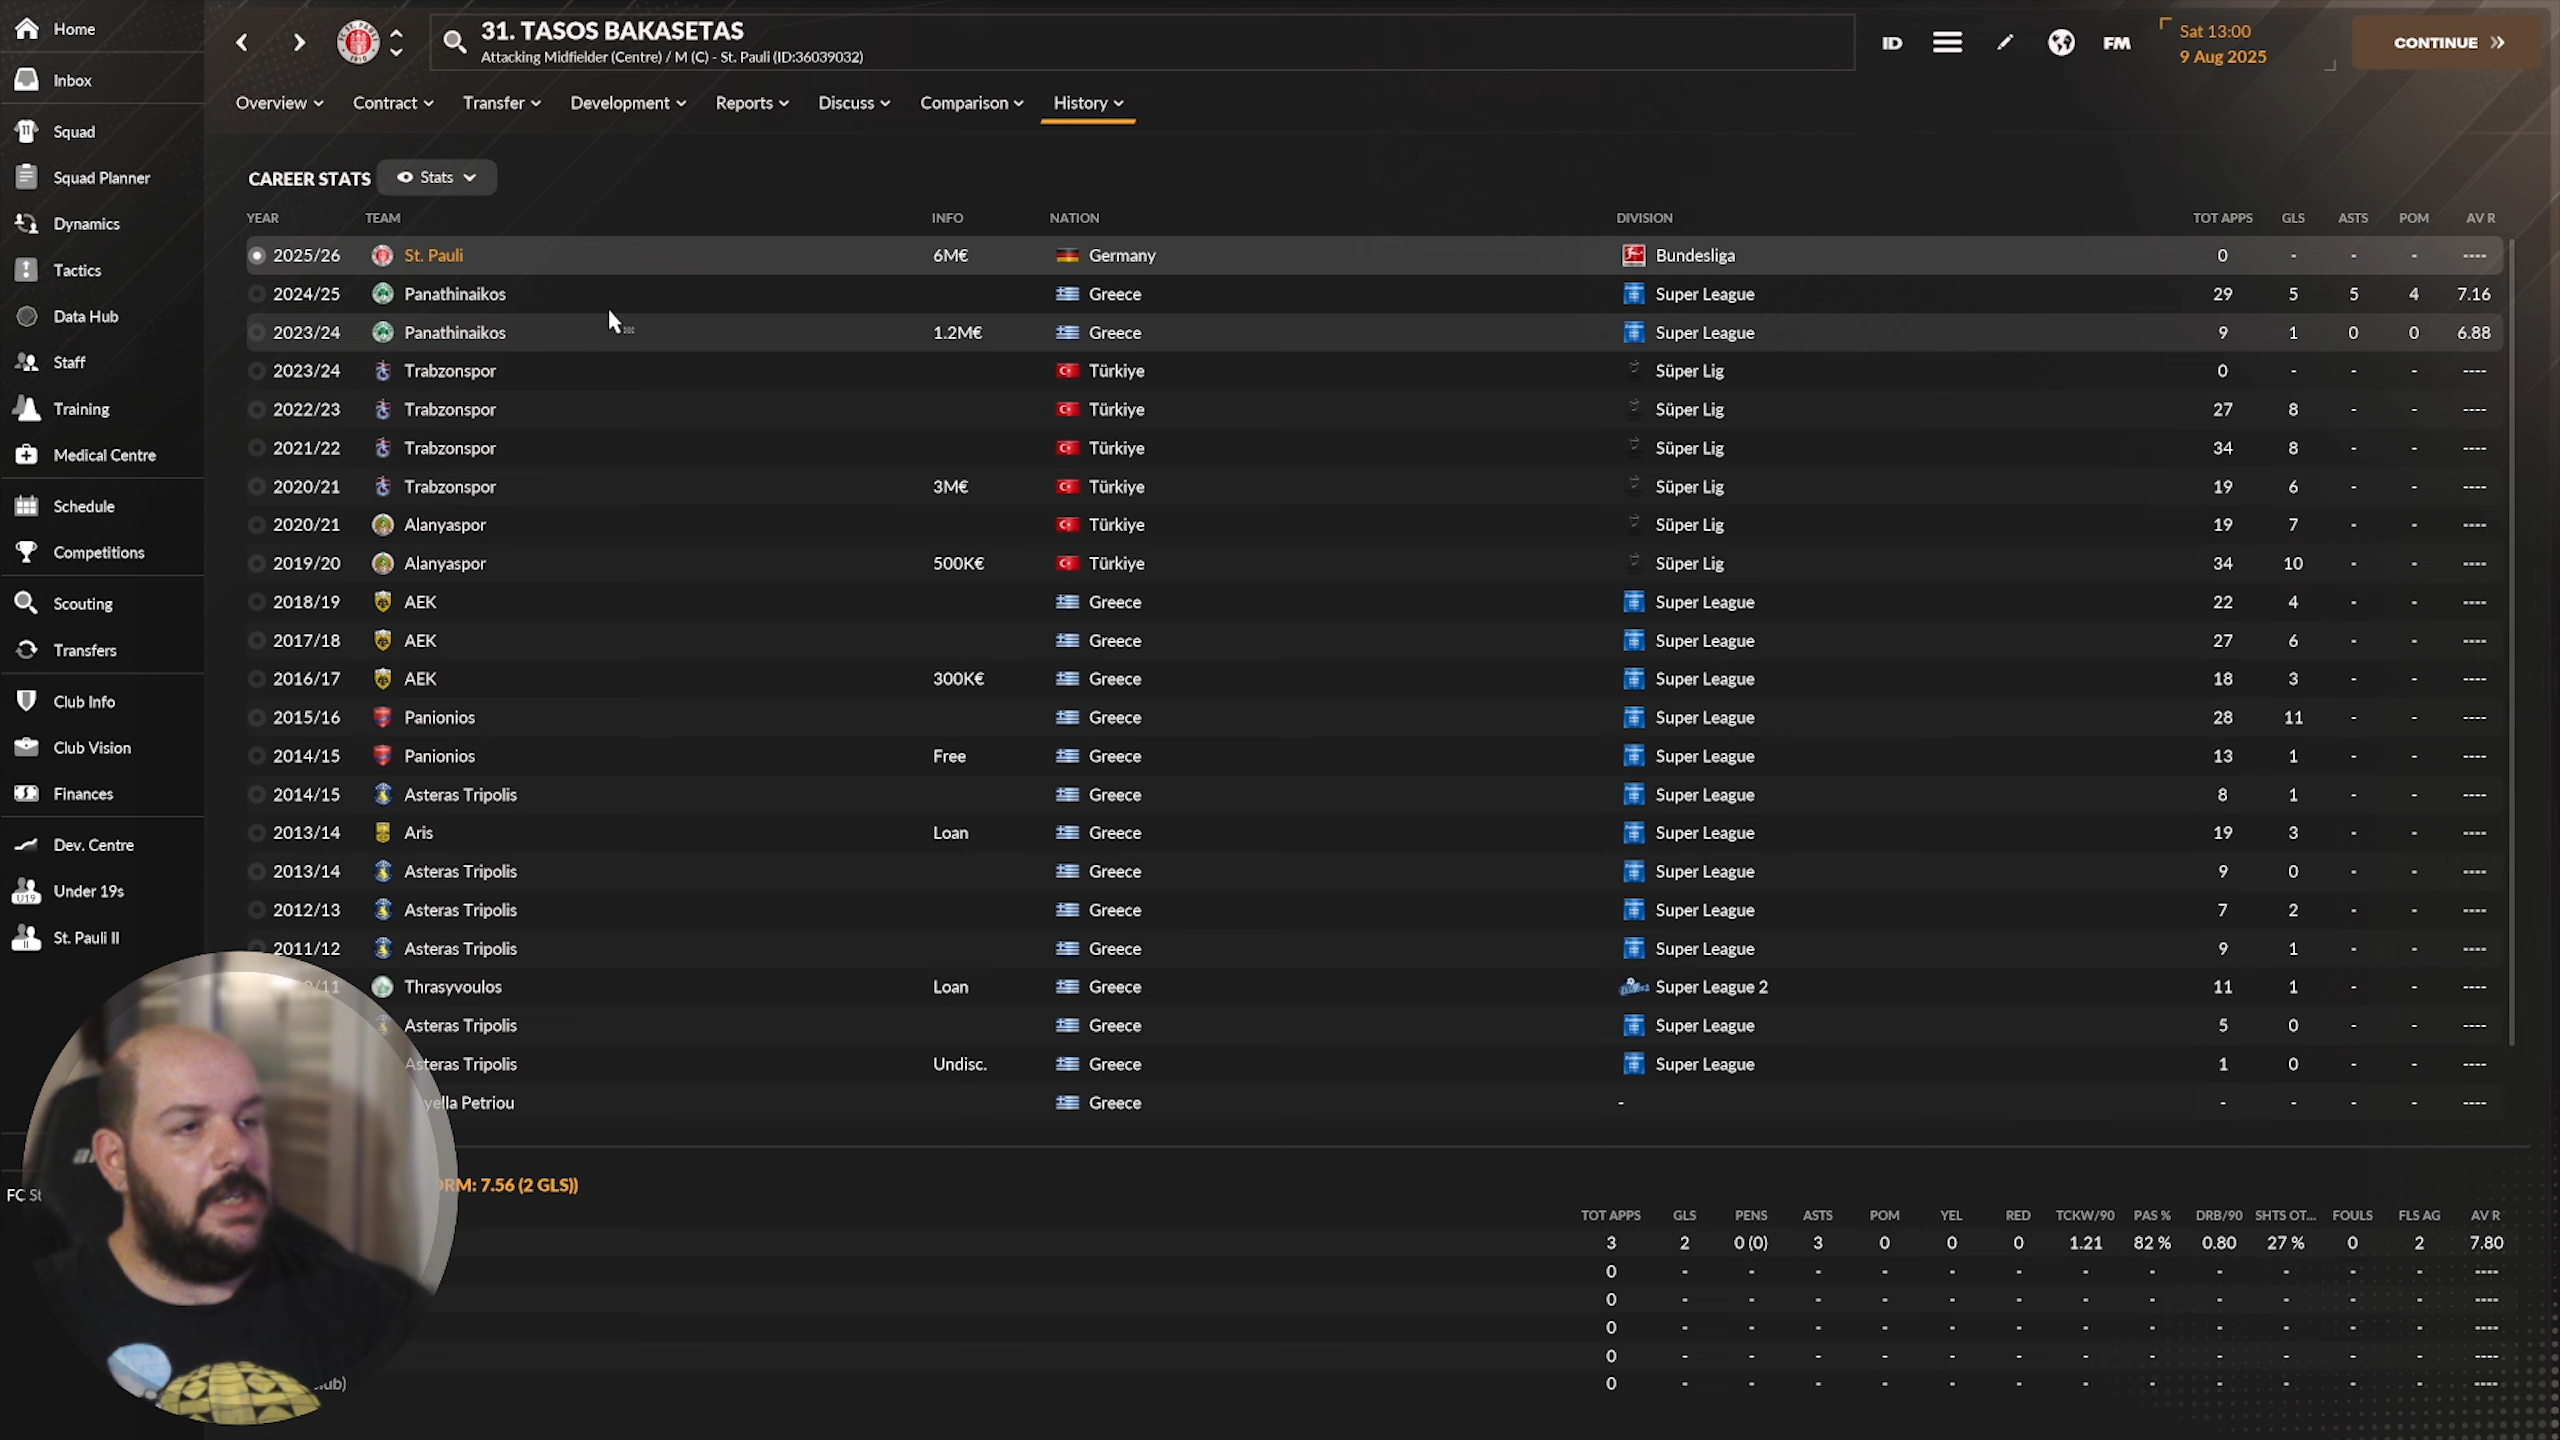 Home
Inbox
Squad
Squad Planner
Dynamics
Tactics
Data Hub
Staff
Training
Medical Centre
Schedule
Competitions
Scouting
Transfers
Club Info
Club Vision
Finances
Dev. Centre
Under 19s
St. Pauli II
31. TASOS BAKASETAS
Attacking Midfielder (Centre) / M (C) - St. Pauli (ID:36039032)
ID
FM
Sat 13:00
9 Aug 2025
CONTINUE
Overview Contract Transfer Development Reports Discuss Comparison History
CAREER STATS Stats
YEAR TEAM INFO NATION DIVISION TOT APPS GLS ASTS POM AV R
2025/26 St. Pauli 6M€ Germany Bundesliga 0 - - - ----
2024/25 Panathinaikos Greece Super League 29 5 5 4 7.16
2023/24 Panathinaikos 1.2M€ Greece Super League 9 1 0 0 6.88
2023/24 Trabzonspor Türkiye Süper Lig 0 - - - ----
2022/23 Trabzonspor Türkiye Süper Lig 27 8 - - ----
2021/22 Trabzonspor Türkiye Süper Lig 34 8 - - ----
2020/21 Trabzonspor 3M€ Türkiye Süper Lig 19 6 - - ----
2020/21 Alanyaspor Türkiye Süper Lig 19 7 - - ----
2019/20 Alanyaspor 500K€ Türkiye Süper Lig 34 10 - - ----
2018/19 AEK Greece Super League 22 4 - - ----
2017/18 AEK Greece Super League 27 6 - - ----
2016/17 AEK 300K€ Greece Super League 18 3 - - ----
2015/16 Panionios Greece Super League 28 11 - - ----
2014/15 Panionios Free Greece Super League 13 1 - - ----
2014/15 Asteras Tripolis Greece Super League 8 1 - - ----
2013/14 Aris Loan Greece Super League 19 3 - - ----
2013/14 Asteras Tripolis Greece Super League 9 0 - - ----
2012/13 Asteras Tripolis Greece Super League 7 2 - - ----
2011/12 Asteras Tripolis Greece Super League 9 1 - - ----
/11 Thrasyvoulos Loan Greece Super League 2 11 1 - - ----
Asteras Tripolis Greece Super League 5 0 - - ----
Asteras Tripolis Undisc. Greece Super League 1 0 - - ----
yella Petriou Greece - - - - - ----
FC St
RM: 7.56 (2 GLS))
TOT APPS GLS PENS ASTS POM YEL RED TCKW/90 PAS % DRB/90 SHTS OT... FOULS FLS AG AV R
3 2 0 (0) 3 0 0 0 1.21 82 % 0.80 27 % 0 2 7.80
0 - - - - - - - - - - - - ----
0 - - - - - - - - - - - - ----
0 - - - - - - - - - - - - ----
0 - - - - - - - - - - - - ----
lub) 0 - - - - - - - - - - - - ----